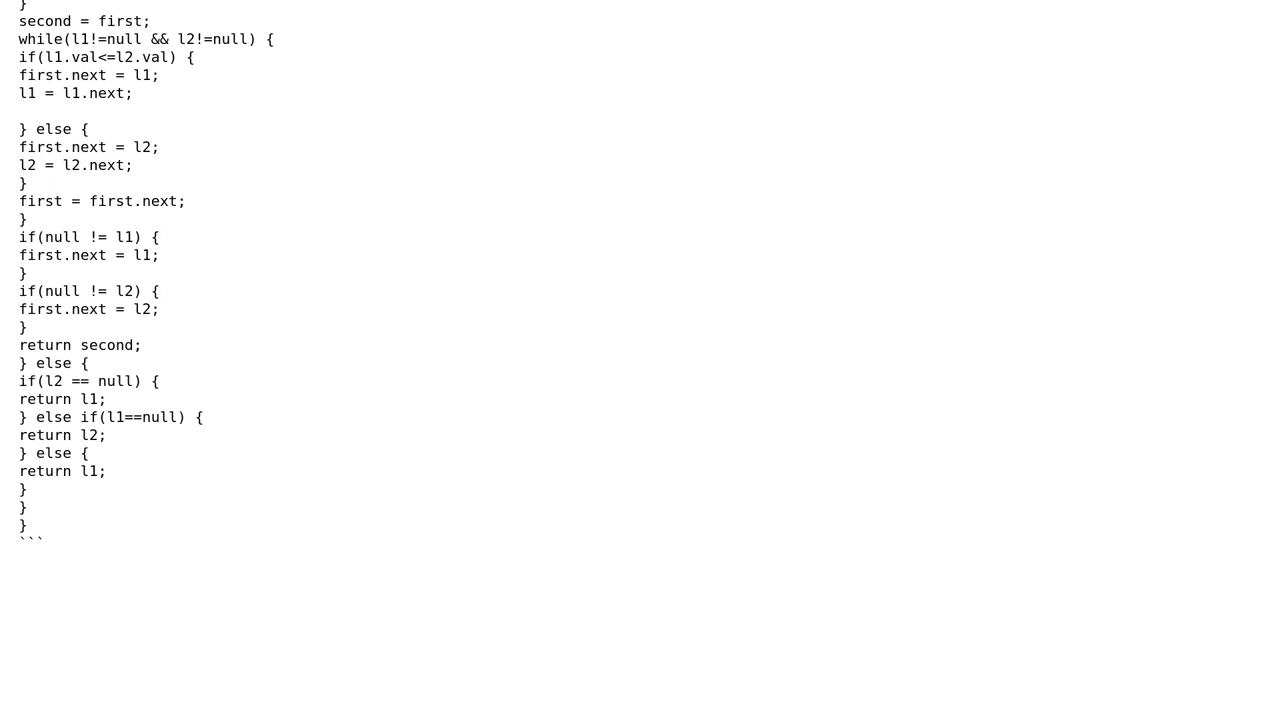 }
second = first;
while(l1!=null && l2!=null) {
if(l1.val<=l2.val) {
first.next = l1;
l1 = l1.next;

} else {
first.next = l2;
l2 = l2.next;
}
first = first.next;
}
if(null != l1) {
first.next = l1;
}
if(null != l2) {
first.next = l2;
}
return second;
} else {
if(l2 == null) {
return l1;
} else if(l1==null) {
return l2;
} else {
return l1;
}
}
}
```